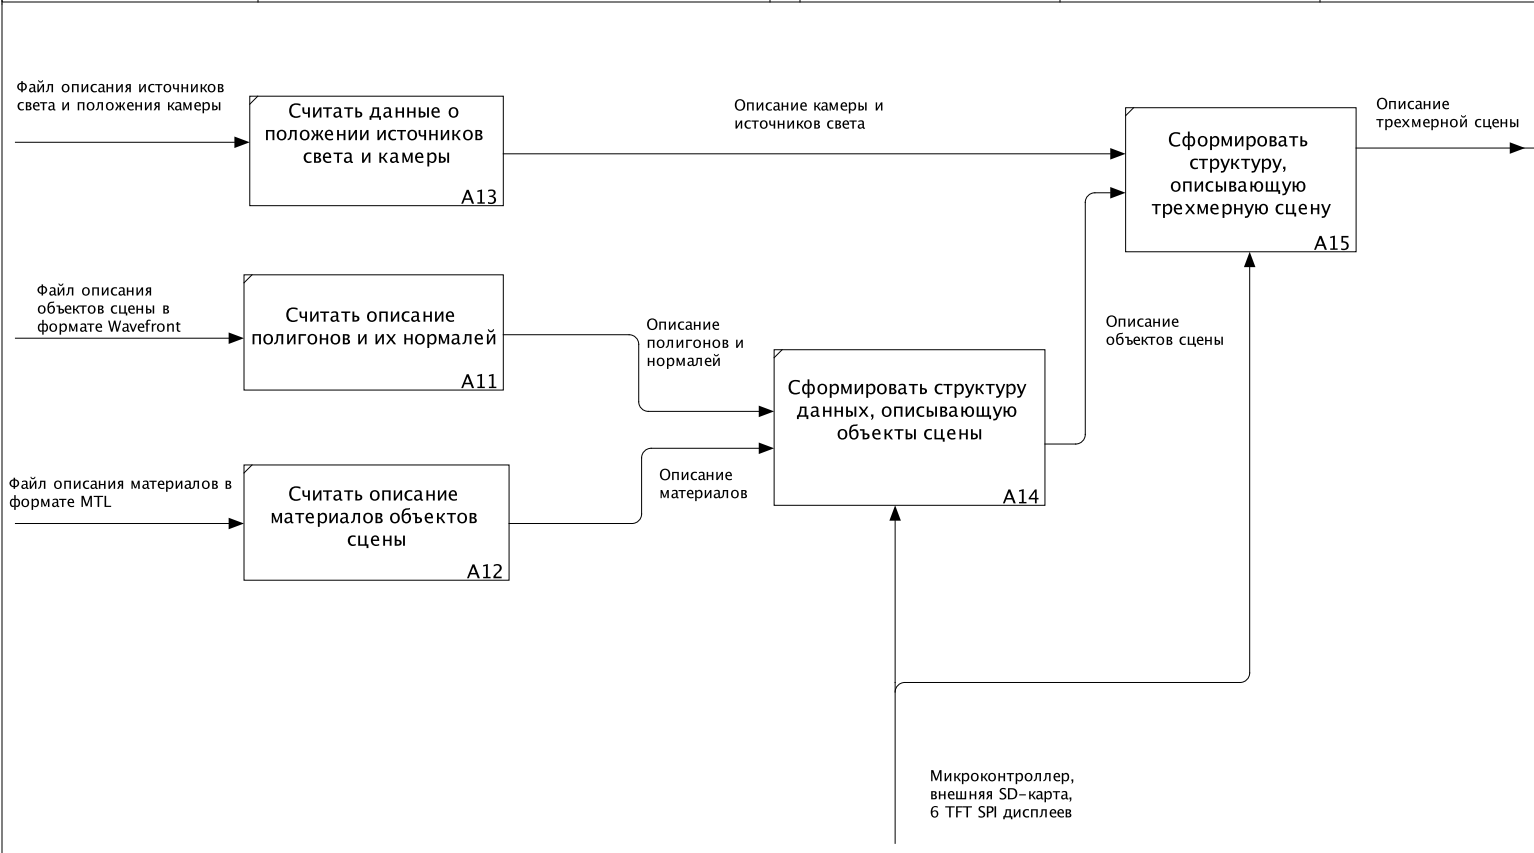 Файл описания источников
света и положения камеры
Считать данные о
положении источников
света и камеры
A13
Описание камеры и
источников света
Сформировать
структуру,
описывающую
трехмерную сцену
A15
Описание
трехмерной сцены
Файл описания
объектов сцены в
формате Wavefront
Считать описание
полигонов и их нормалей
A11
Описание
полигонов и
нормалей
Сформировать структуру
данных, описывающую
объекты сцены
A14
Описание
объектов сцены
Файл описания материалов в
формате MTL
Считать описание
материалов объектов
сцены
A12
Описание
материалов
Микроконтроллер,
внешняя SD-карта,
6 TFT SPI дисплеев